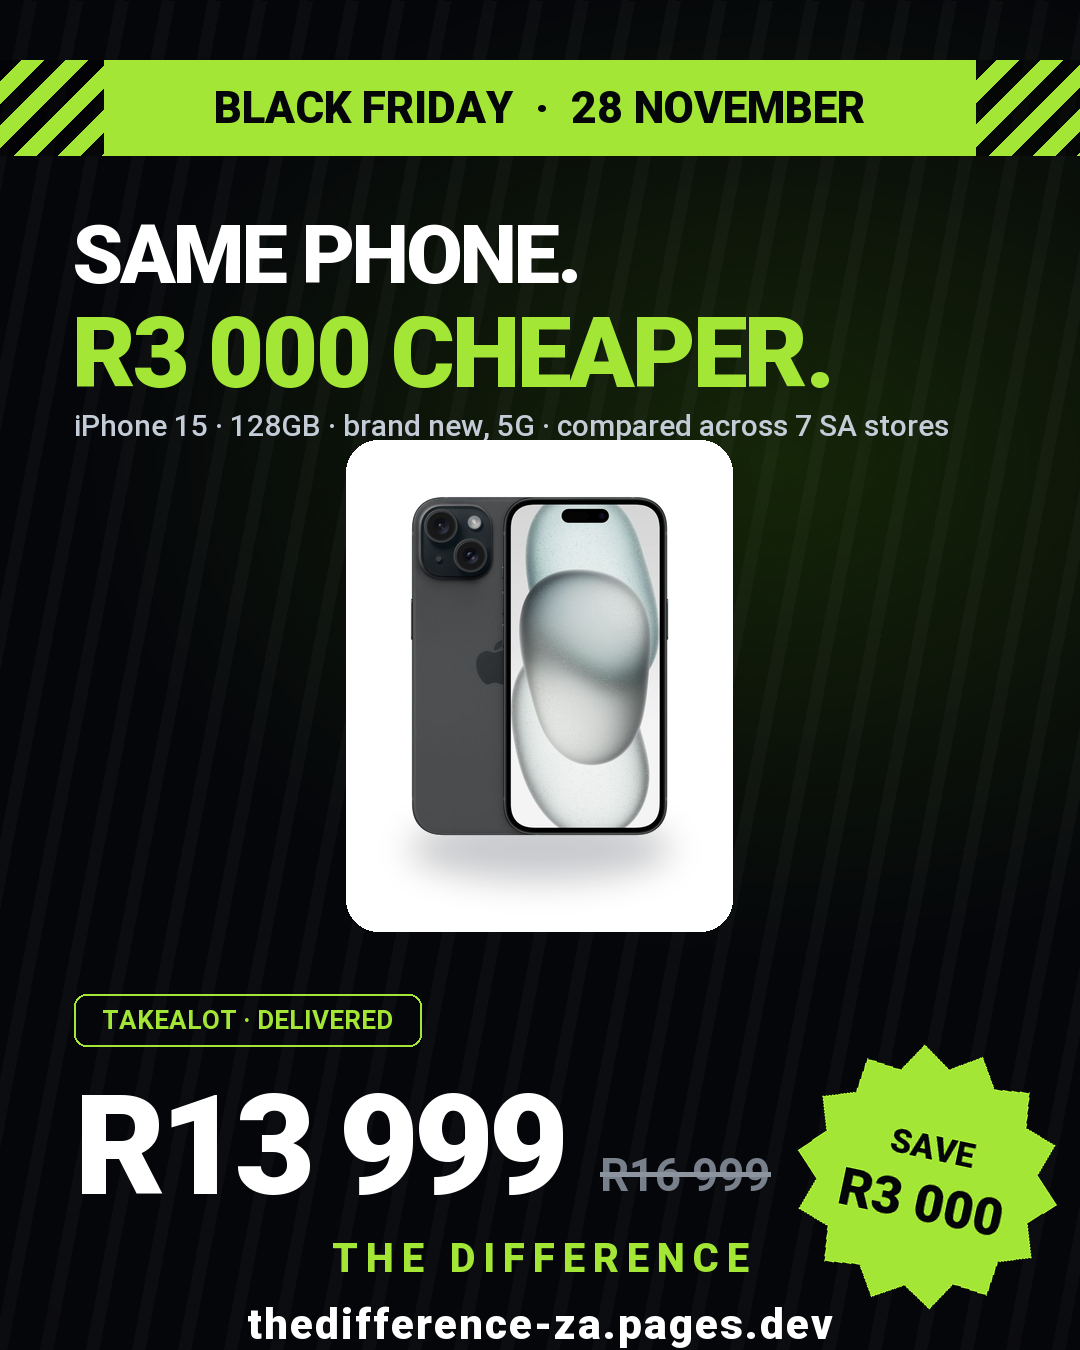 BLACK FRIDAY · 28 NOVEMBER
SAME PHONE.
R3 000 CHEAPER.
iPhone 15 · 128GB · brand new, 5G · compared across 7 SA stores
TAKEALOT · DELIVERED
R13 999 R16 999
SAVE
R3 000
THE DIFFERENCE
thedifference-za.pages.dev